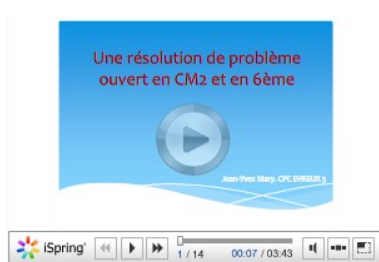 Une résolution de problème
ouvert en CM2 et en 6ème
Jean-Yves Mary. CPC EVREUX 5
iSpring
1 / 14
00:07 / 03:43